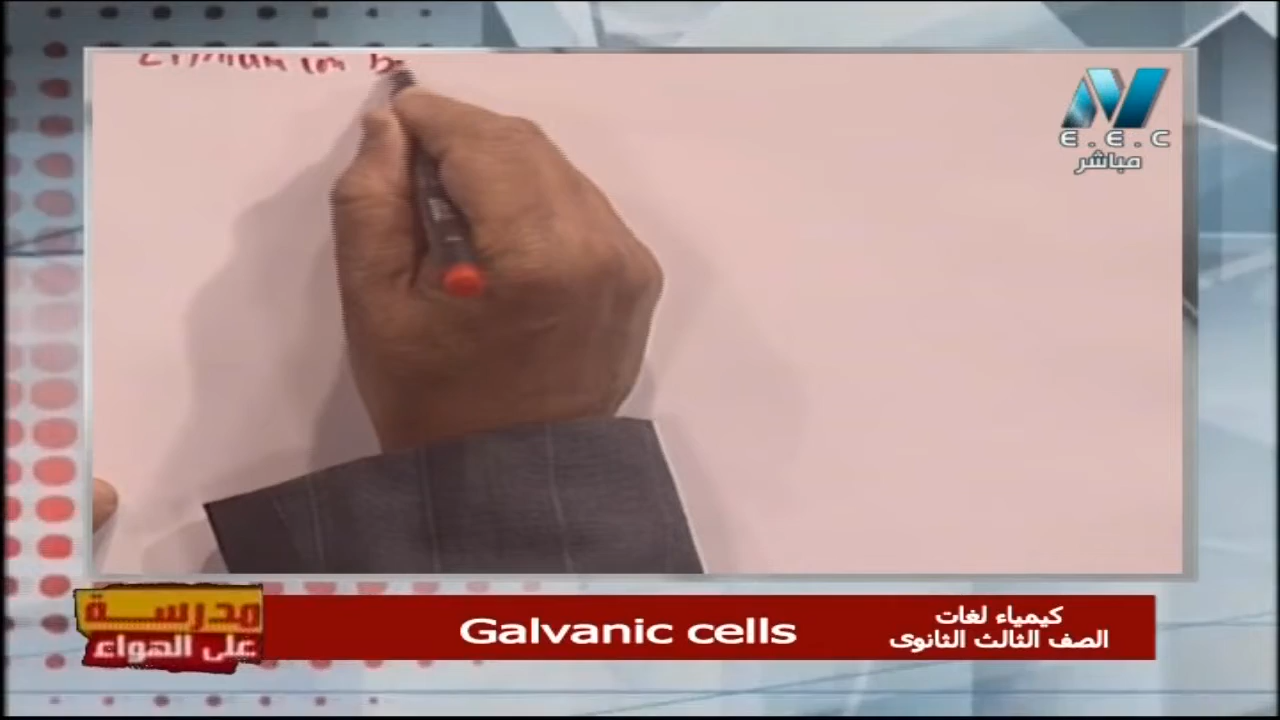 E.E.C
مباشر
مدرسة
على الهواء
Galvanic cells
كيمياء لغات
الصف الثالث الثانوى